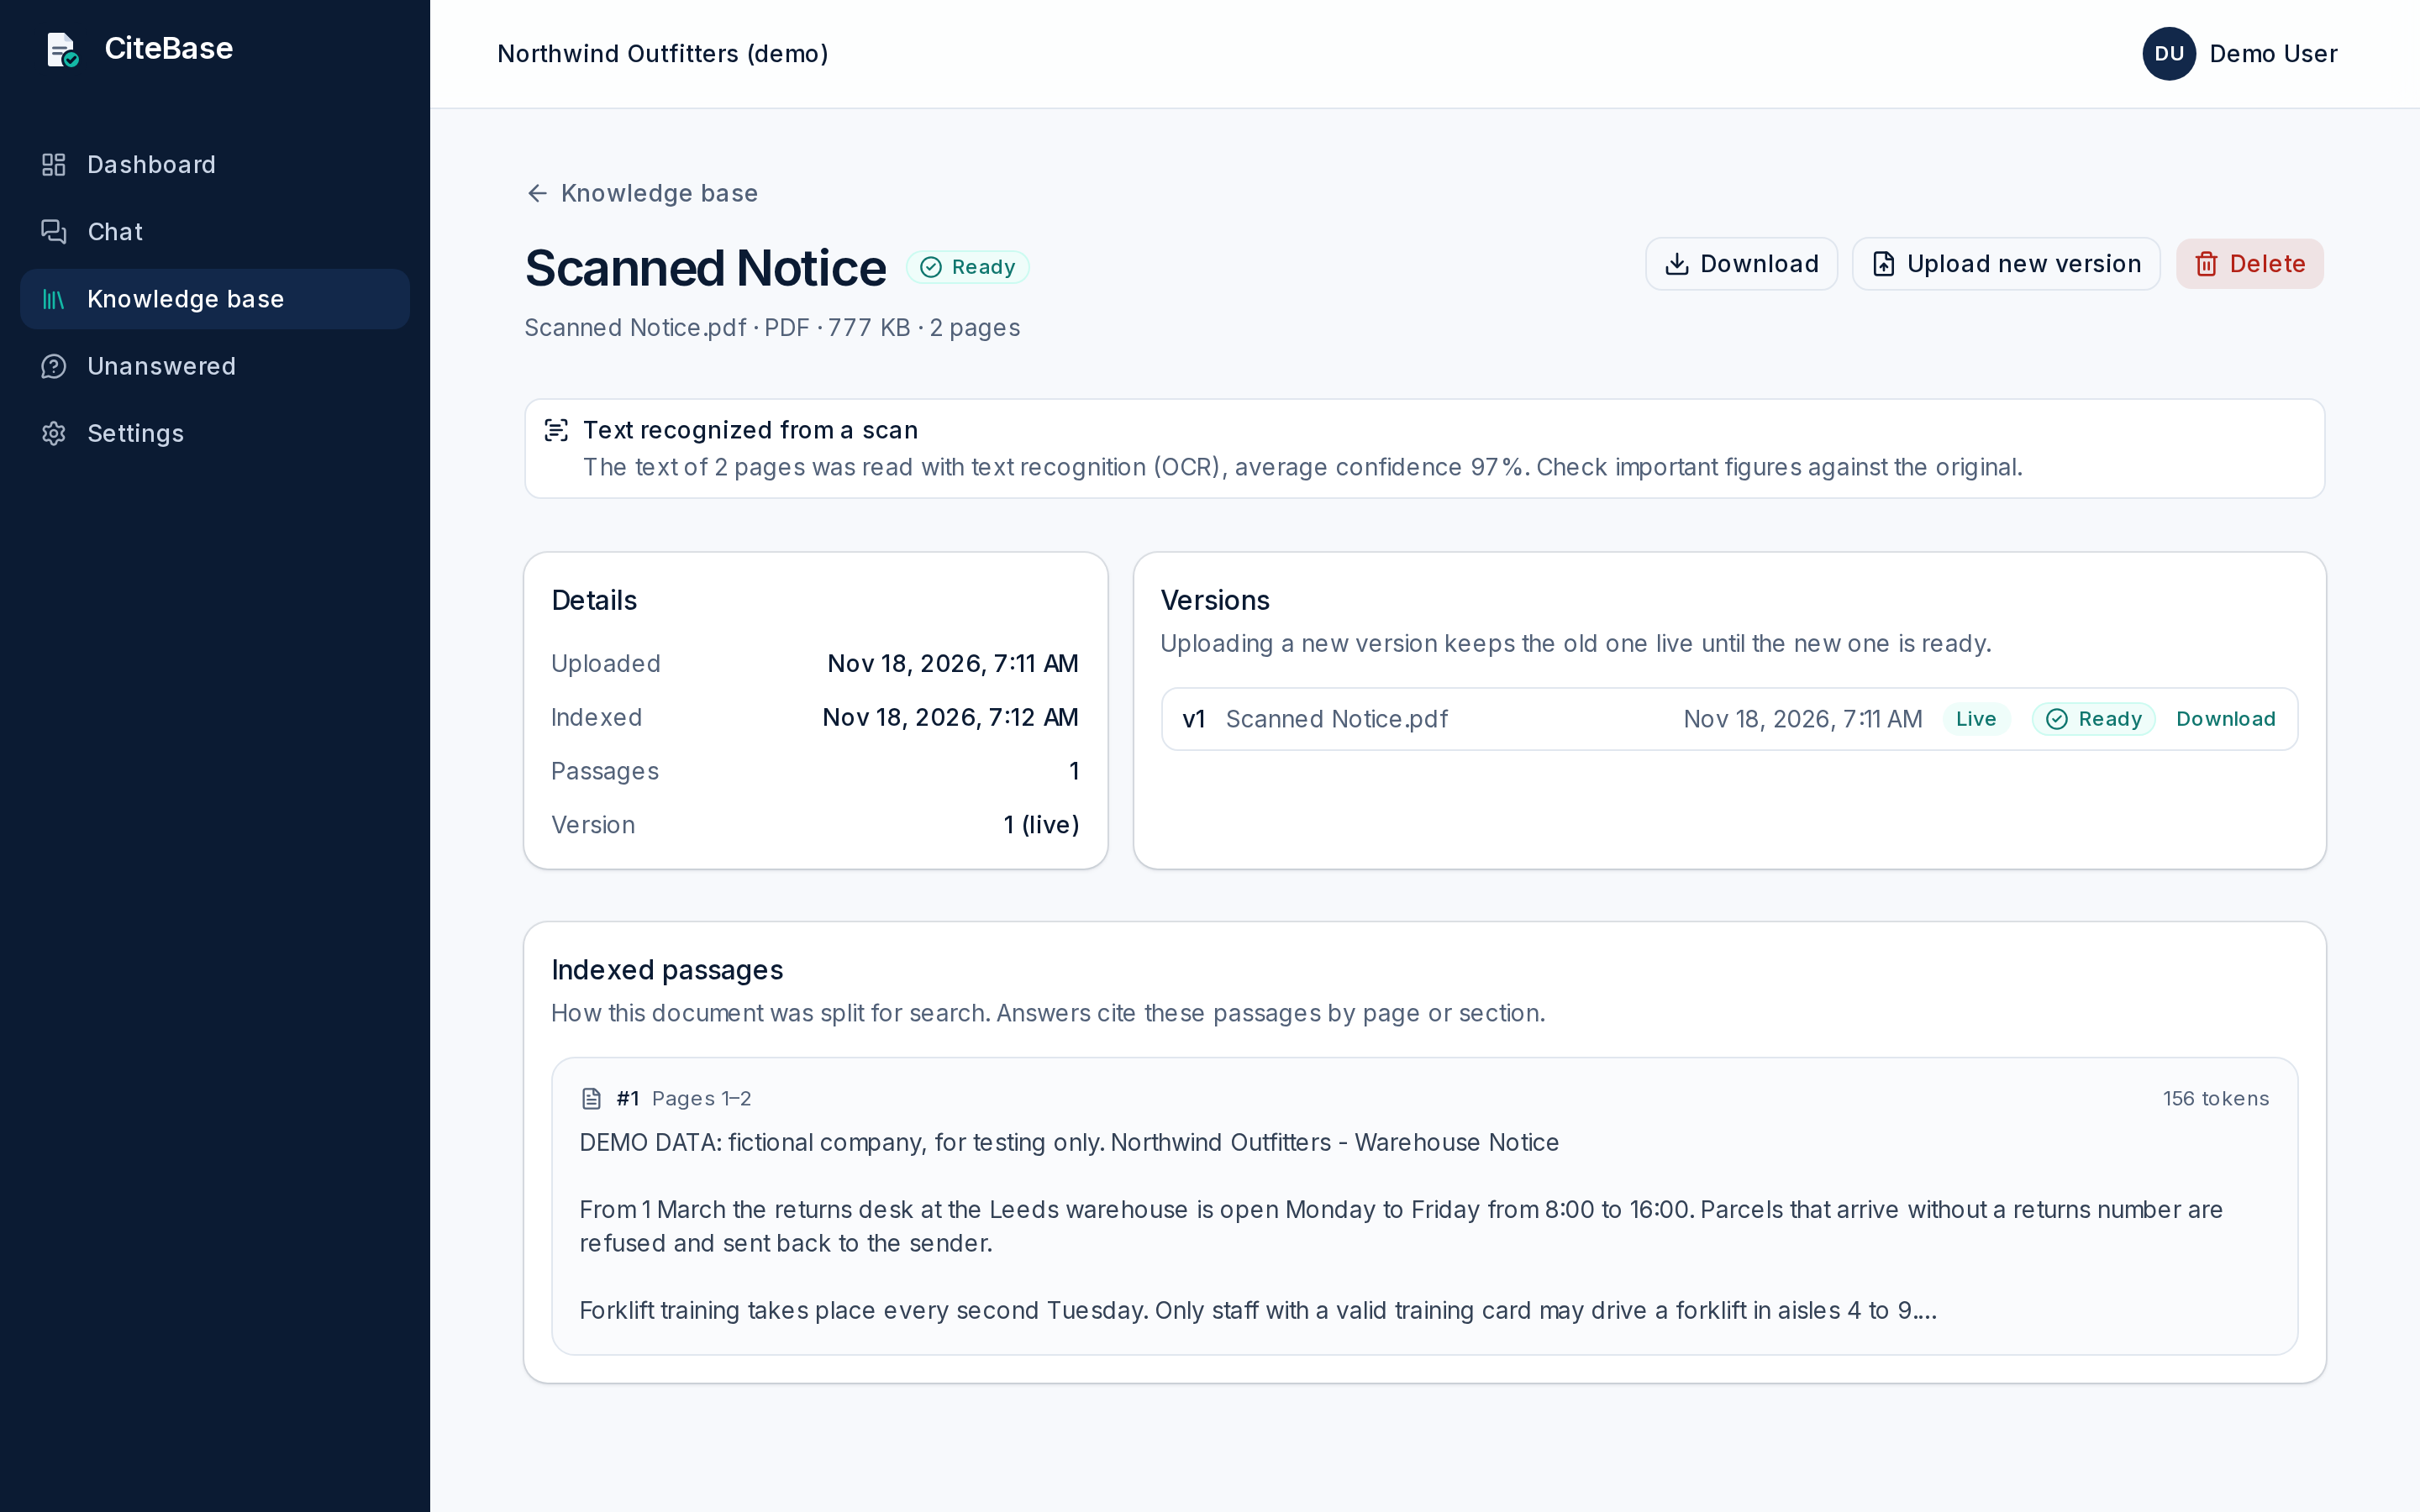 CiteBase
Northwind Outfitters (demo)
DU Demo User
Dashboard
Chat
Knowledge base
Unanswered
Settings
Knowledge base
Scanned Notice Ready
Download Upload new version Delete
Scanned Notice.pdf · PDF · 777 KB · 2 pages
Text recognized from a scan
The text of 2 pages was read with text recognition (OCR), average confidence 97%. Check important figures against the original.
Details
Uploaded Nov 18, 2026, 7:11 AM
Indexed Nov 18, 2026, 7:12 AM
Passages 1
Version 1 (live)
Versions
Uploading a new version keeps the old one live until the new one is ready.
v1 Scanned Notice.pdf Nov 18, 2026, 7:11 AM Live Ready Download
Indexed passages
How this document was split for search. Answers cite these passages by page or section.
#1 Pages 1–2 156 tokens
DEMO DATA: fictional company, for testing only. Northwind Outfitters - Warehouse Notice
From 1 March the returns desk at the Leeds warehouse is open Monday to Friday from 8:00 to 16:00. Parcels that arrive without a returns number are
refused and sent back to the sender.
Forklift training takes place every second Tuesday. Only staff with a valid training card may drive a forklift in aisles 4 to 9.…